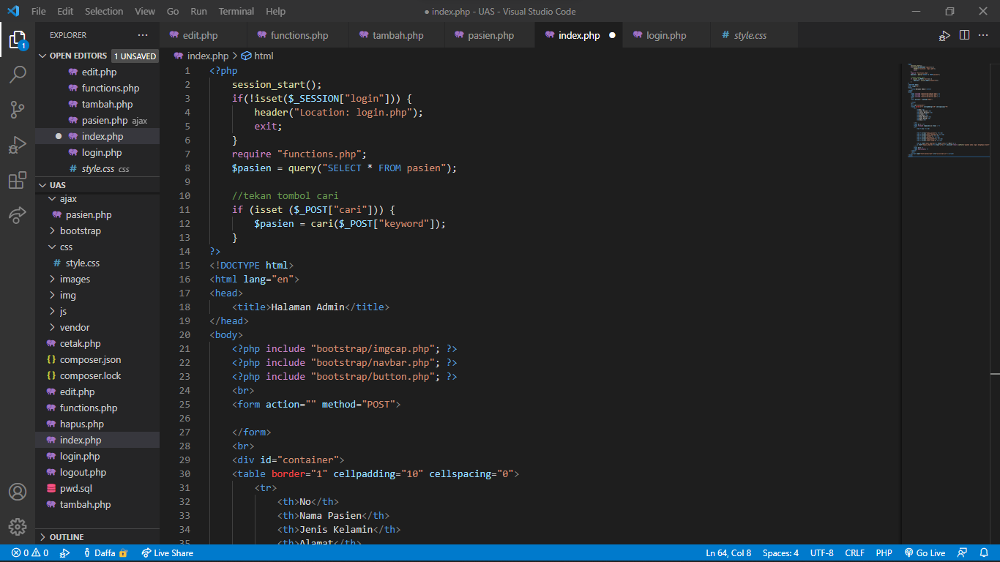 File Edit Selection View Go Run Terminal Help
● index.php - UAS - Visual Studio Code
EXPLORER
OPEN EDITORS 1 UNSAVED
edit.php
functions.php
tambah.php
pasien.php ajax
index.php
login.php
# style.css css
UAS
ajax
pasien.php
bootstrap
css
# style.css
images
img
js
vendor
cetak.php
{} composer.json
{} composer.lock
edit.php
functions.php
hapus.php
index.php
login.php
logout.php
pwd.sql
tambah.php
OUTLINE
1
edit.php functions.php tambah.php pasien.php index.php login.php # style.css
index.php > html
1 <?php
2 session_start();
3 if(!isset($_SESSION["login"])) {
4 header("Location: login.php");
5 exit;
6 }
7 require "functions.php";
8 $pasien = query("SELECT * FROM pasien");
9
10 //tekan tombol cari
11 if (isset ($_POST["cari"])) {
12 $pasien = cari($_POST["keyword"]);
13 }
14 ?>
15 <!DOCTYPE html>
16 <html lang="en">
17 <head>
18 <title>Halaman Admin</title>
19 </head>
20 <body>
21 <?php include "bootstrap/imgcap.php"; ?>
22 <?php include "bootstrap/navbar.php"; ?>
23 <?php include "bootstrap/button.php"; ?>
24 <br>
25 <form action="" method="POST">
26
27 </form>
28 <br>
29 <div id="container">
30 <table border="1" cellpadding="10" cellspacing="0">
31 <tr>
32 <th>No</th>
33 <th>Nama Pasien</th>
34 <th>Jenis Kelamin</th>
35 <th>Alamat</th>
0 0 Daffa Live Share
Ln 64, Col 8 Spaces: 4 UTF-8 CRLF PHP Go Live